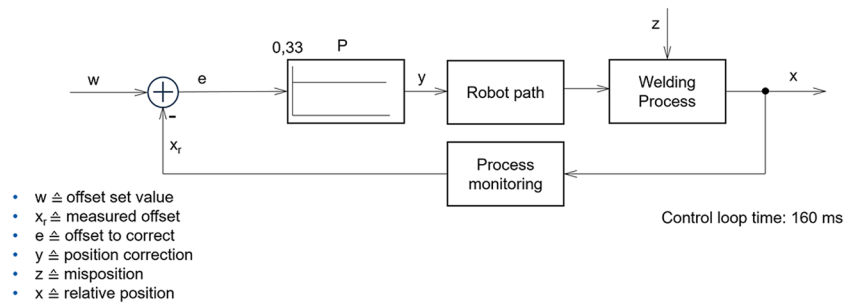 z
0,33 P
w
e
y
Robot path
Welding
Process
x
-
xr
Process
monitoring
Control loop time: 160 ms
• w ≙ offset set value
• xr ≙ measured offset
• e ≙ offset to correct
• y ≙ position correction
• z ≙ misposition
• x ≙ relative position